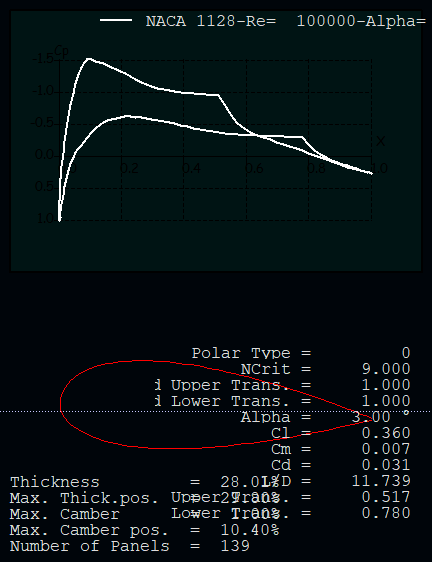 NACA 1128-Re=  100000-Alpha=
Cp
-1.5
-1.0
-0.5
0.0
0.5
1.0
0.2
0.4
0.6
0.8
1.0
X
Polar Type = 0
NCrit = 9.000
d Upper Trans. = 1.000
d Lower Trans. = 1.000
Alpha = 3.00 °
Cl = 0.360
Cm = 0.007
Cd = 0.031
L/D = 11.739
Upper Trans. = 0.517
Lower Trans. = 0.780
Thickness = 28.01%
Max. Thick.pos. = 29.30%
Max. Camber = 1.00%
Max. Camber pos. = 10.40%
Number of Panels = 139